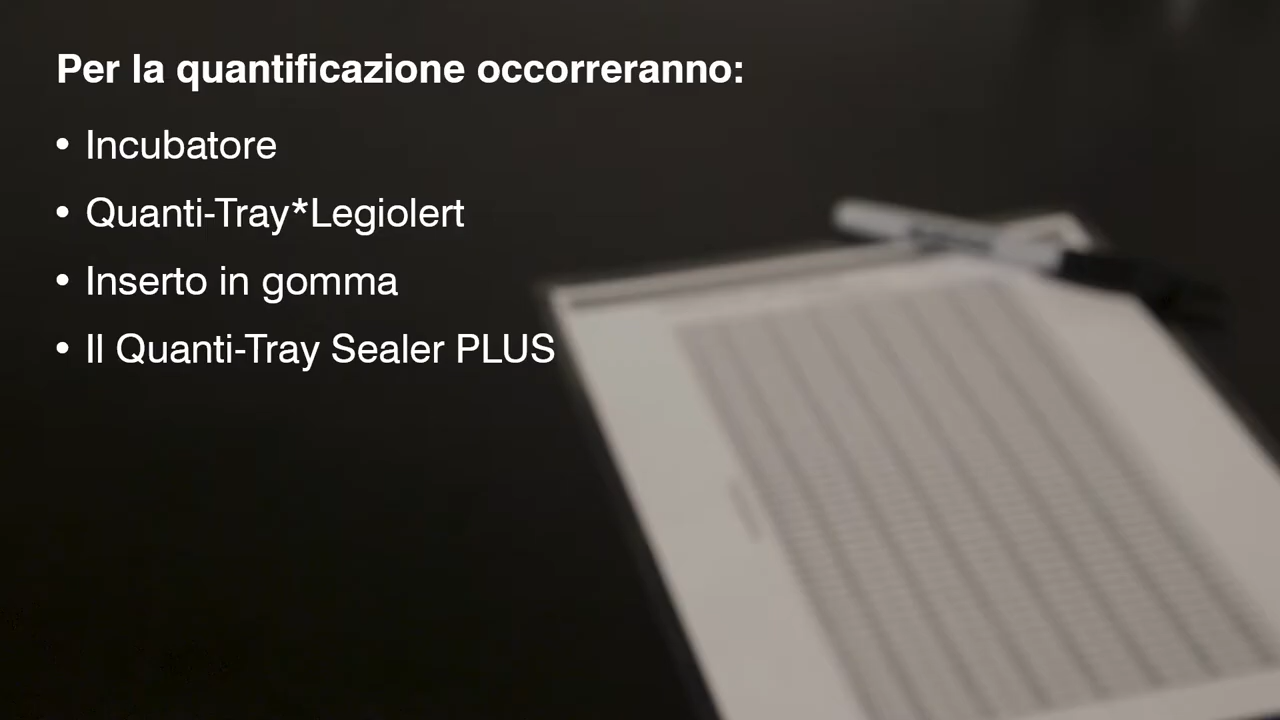 Per la quantificazione occorreranno:
• Incubatore
• Quanti-Tray*Legiolert
• Inserto in gomma
• Il Quanti-Tray Sealer PLUS